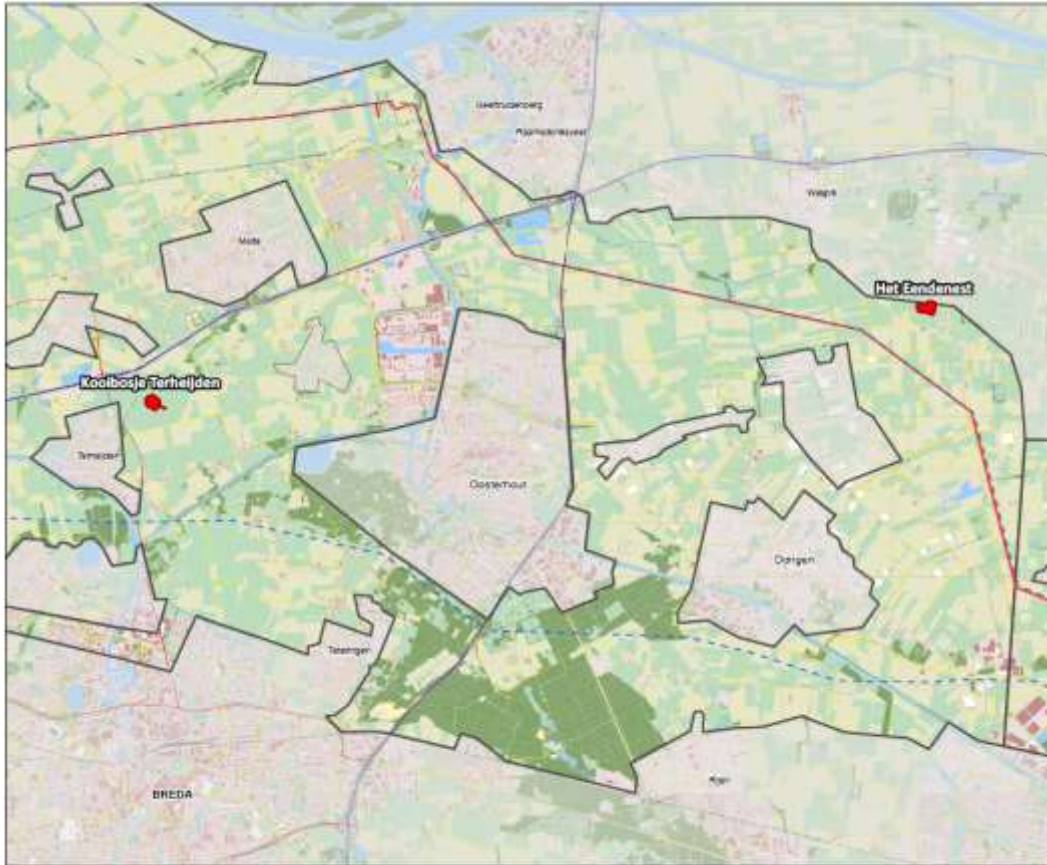 Geertruidenberg
Raamsdonksveer
Waspik
Made
Het Eendenest
Kooibosje Terheijden
Terheijden
Oosterhout
Dongen
Teteringen
Rijen
BREDA